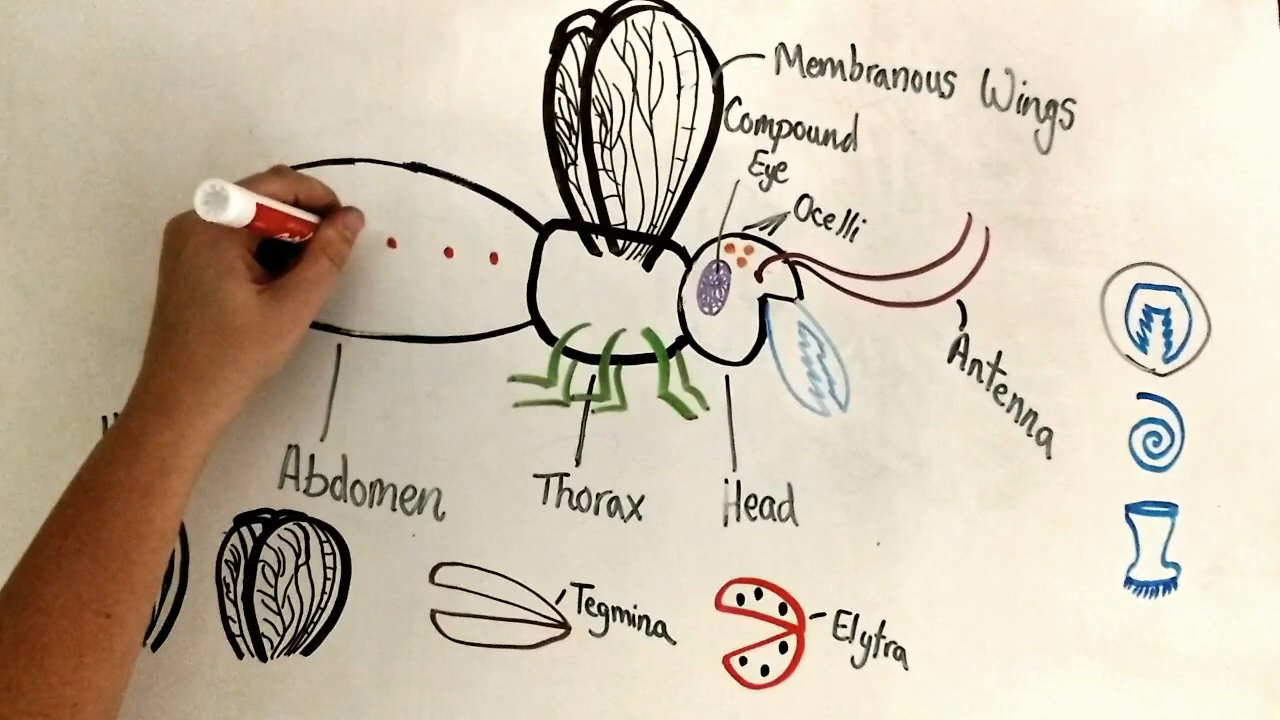 Membranous Wings
Compound
Eye
Ocelli
Antenna
Abdomen
Thorax
Head
Tegmina
Elytra